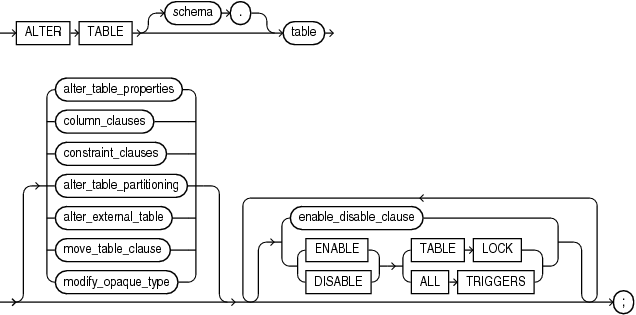 schema .
ALTER TABLE table
alter_table_properties
column_clauses
constraint_clauses
alter_table_partitioning
alter_external_table
enable_disable_clause
move_table_clause
ENABLE TABLE LOCK
modify_opaque_type
DISABLE ALL TRIGGERS
;